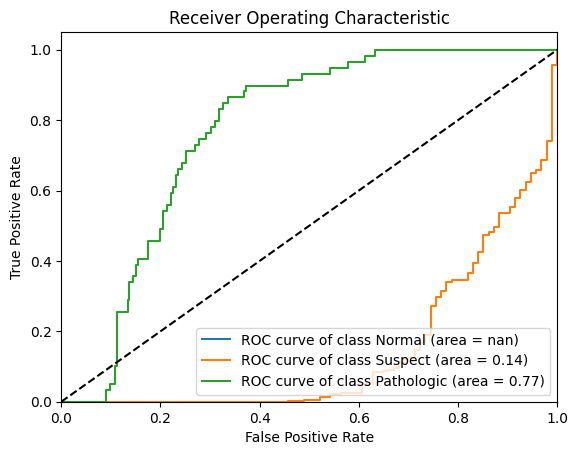 Receiver Operating Characteristic
True Positive Rate
1.0
0.8
0.6
0.4
0.2
0.0
ROC curve of class Normal (area = nan)
ROC curve of class Suspect (area = 0.14)
ROC curve of class Pathologic (area = 0.77)
0.0 0.2 0.4 0.6 0.8 1.0
False Positive Rate